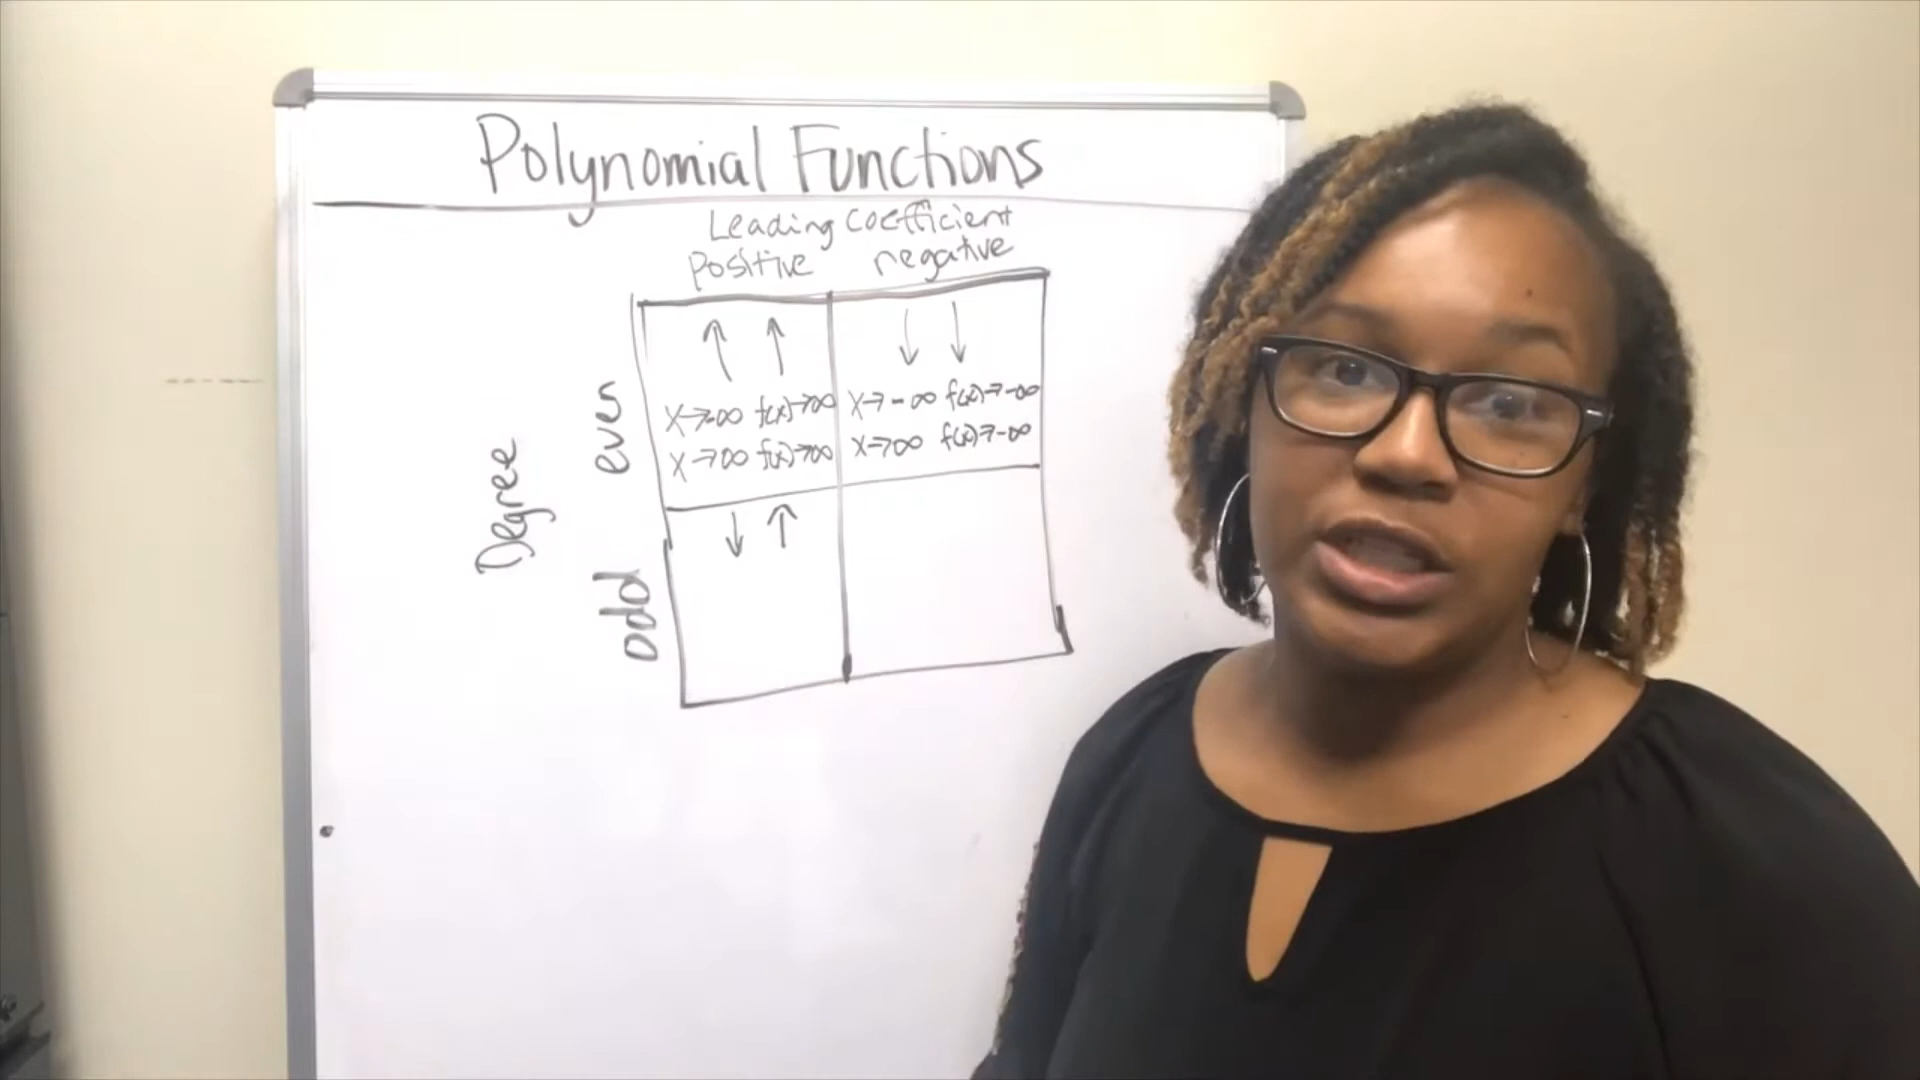 Polynomial Functions
Leading coefficient
positive negative
Degree
even
↑ ↑
x→-∞ f(x)→∞
x→∞ f(x)→∞
↓ ↓
x→-∞ f(x)→-∞
x→∞ f(x)→-∞
odd
↓ ↑